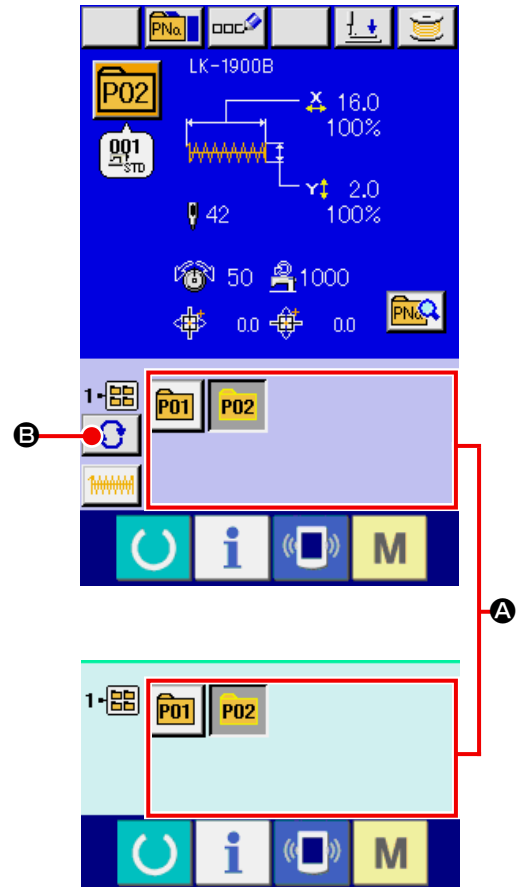 PNo.
LK-1900B
P02
X 16.0
100%
001
STD
Y 2.0
42 100%
50 1000
0.0 0.0
PNo.
1
P01 P02
B
i M
A
1
P01 P02
i M